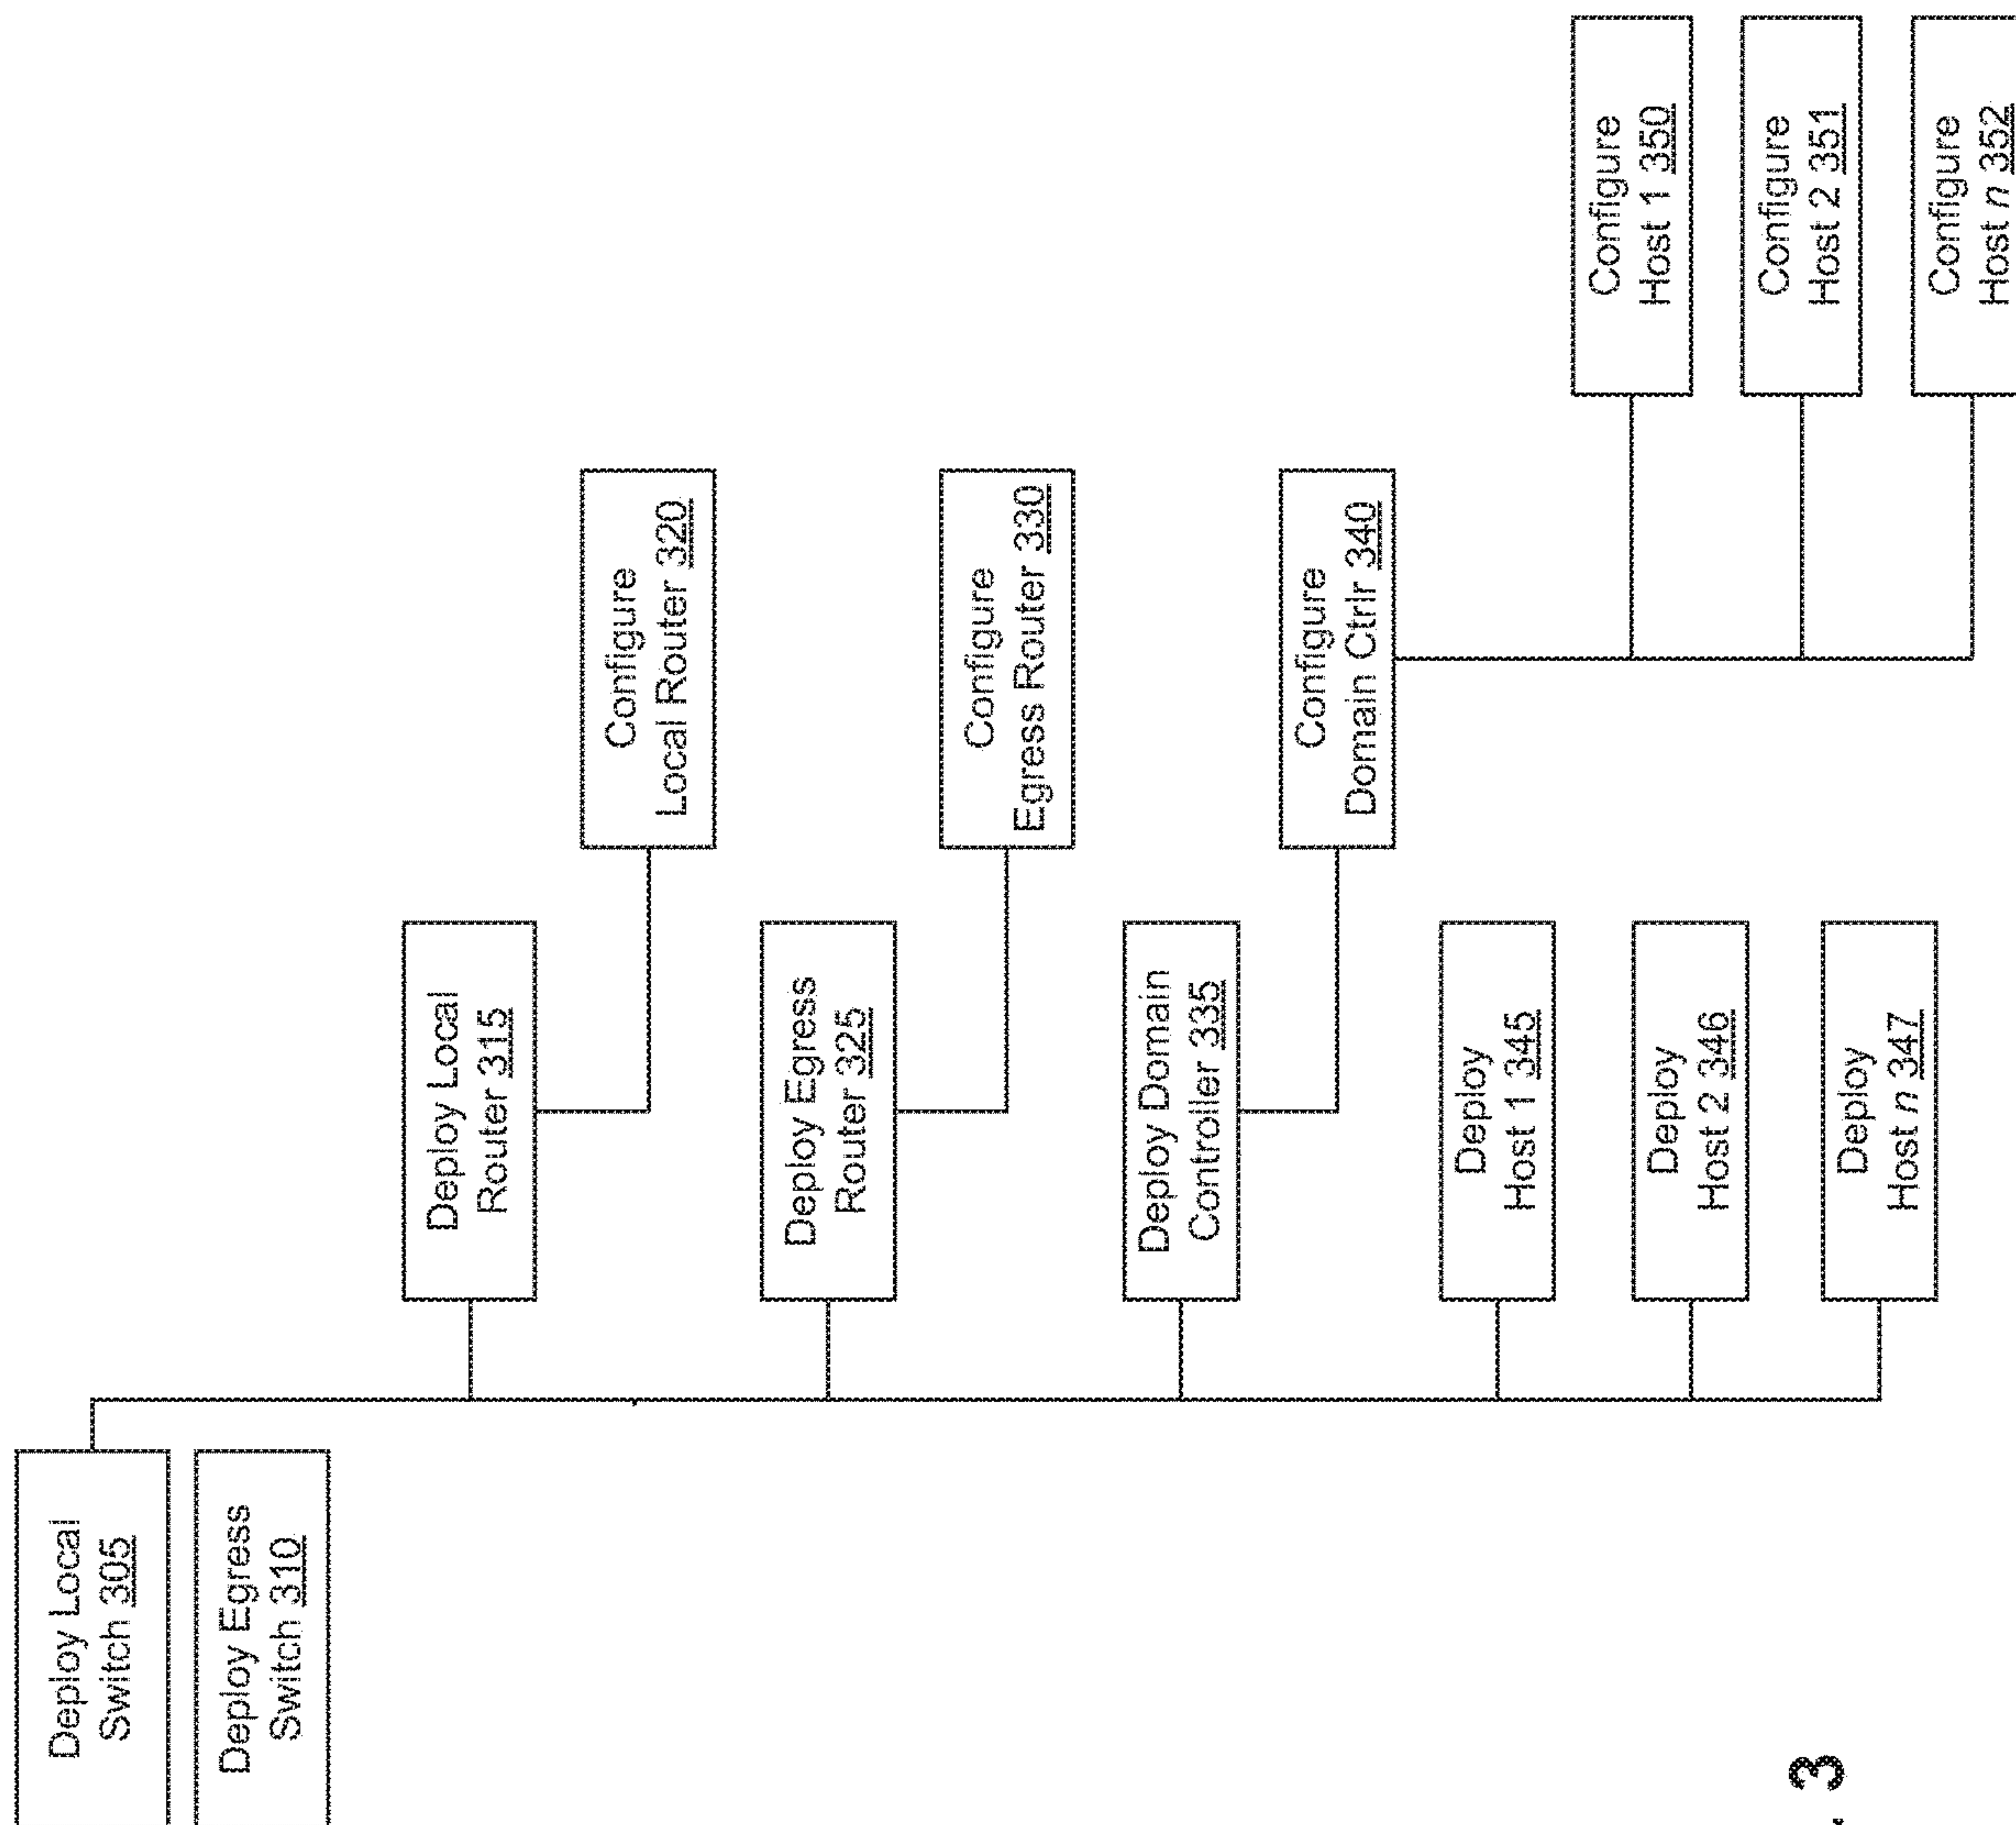 Deploy Local
Switch 305
Deploy Egress
Switch 310
Deploy Local
Router 315
Configure
Local Router 320
Deploy Egress
Router 325
Configure
Egress Router 330
Deploy Domain
Controller 335
Configure
Domain Ctrlr 340
Deploy
Host 1 345
Deploy
Host 2 346
Deploy
Host n 347
Configure
Host 1 350
Configure
Host 2 351
Configure
Host n 352
. 3